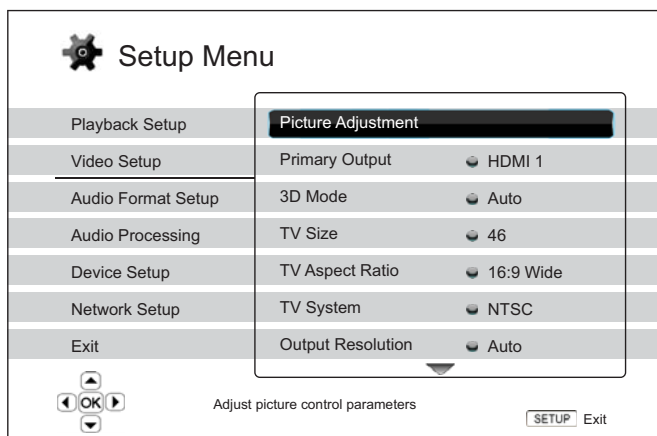 Setup Menu
Playback Setup
Video Setup
Audio Format Setup
Audio Processing
Device Setup
Network Setup
Exit
Picture Adjustment
Primary Output HDMI 1
3D Mode Auto
TV Size 46
TV Aspect Ratio 16:9 Wide
TV System NTSC
Output Resolution Auto
OK
Adjust picture control parameters
SETUP Exit